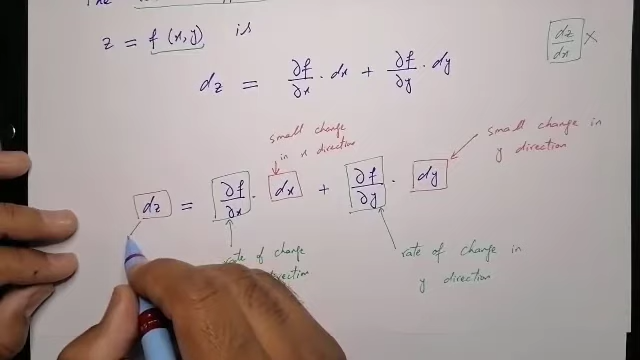 The
z = f(x,y) is
dz/dx ×
dz = ∂f/∂x . dx + ∂f/∂y . dy
small change
in x direction
small change in
y direction
dz = ∂f/∂x . dx + ∂f/∂y . dy
rate of change
direction
rate of change in
y direction